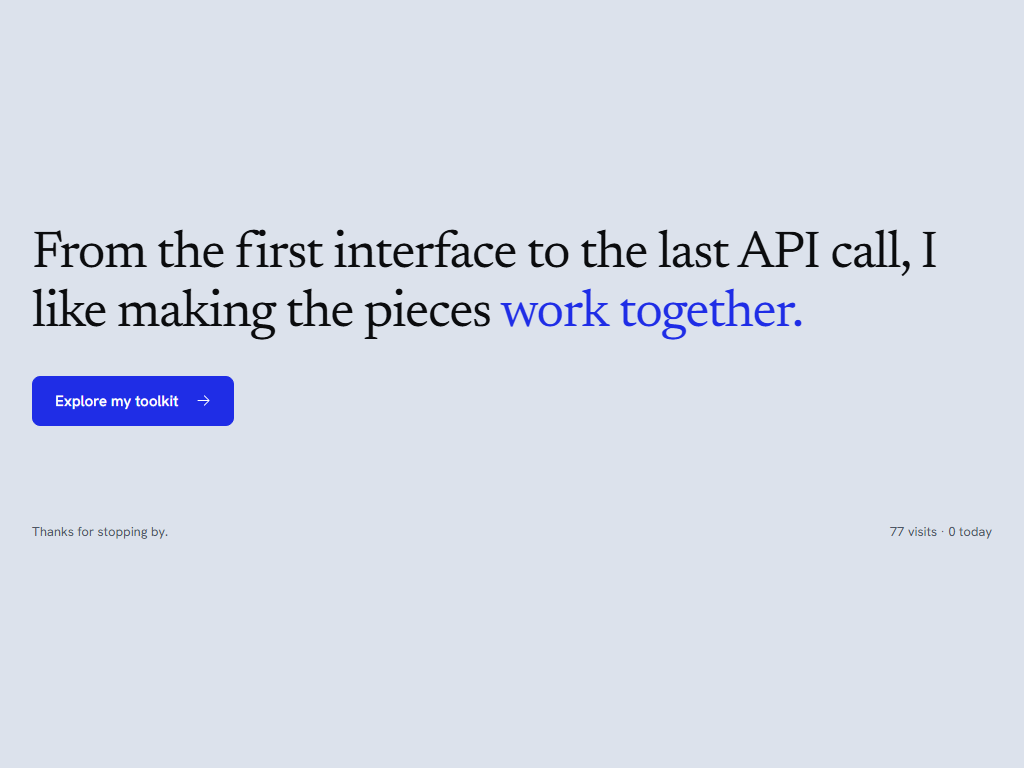 From the first interface to the last API call, I
like making the pieces work together.
Explore my toolkit →
Thanks for stopping by.
77 visits · 0 today